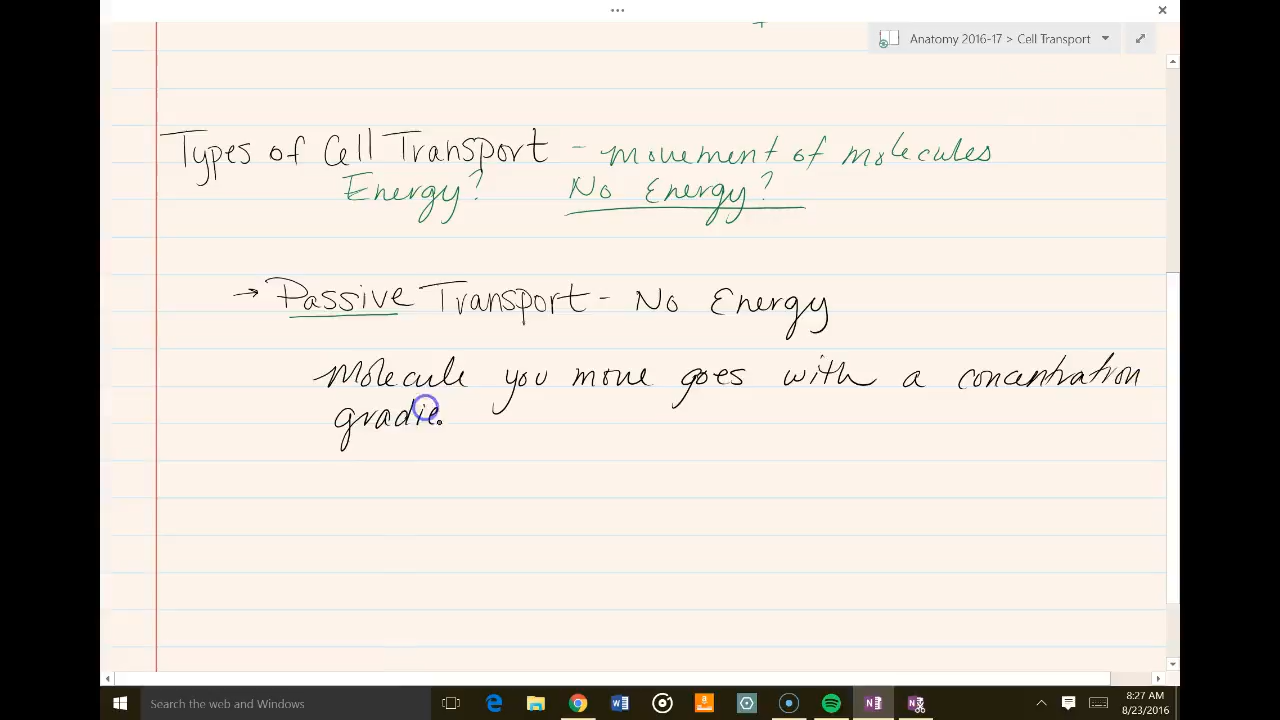 Anatomy 2016-17 > Cell Transport
Types of Cell Transport - Movement of molecules
Energy? No Energy?
→ Passive Transport - No Energy
Molecule you move goes with a concentration
gradie
Search the web and Windows
8:27 AM
8/23/2016